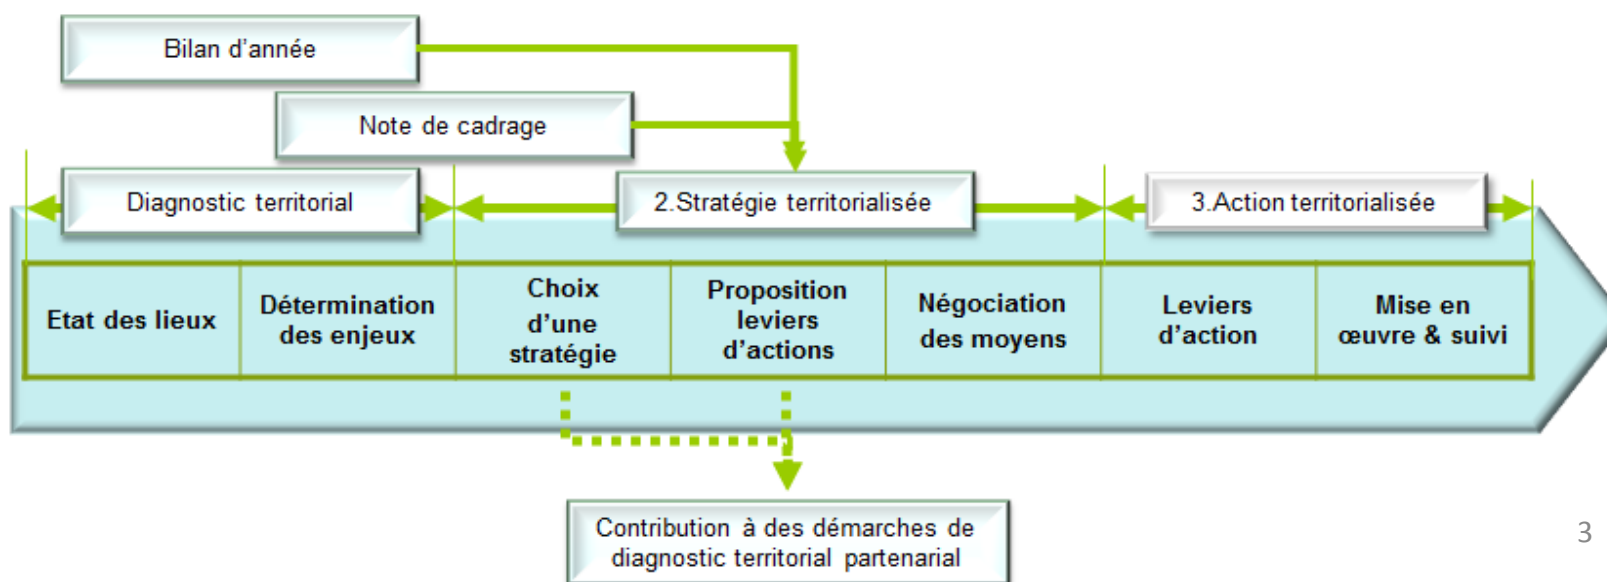 Bilan d'année
Note de cadrage
Diagnostic territorial
2.Stratégie territorialisée
3.Action territorialisée
Etat des lieux
Détermination
des enjeux
Choix
d’une
stratégie
Proposition
leviers
d’actions
Négociation
des moyens
Leviers
d’action
Mise en
œuvre & suivi
Contribution à des démarches de
diagnostic territorial partenarial
3